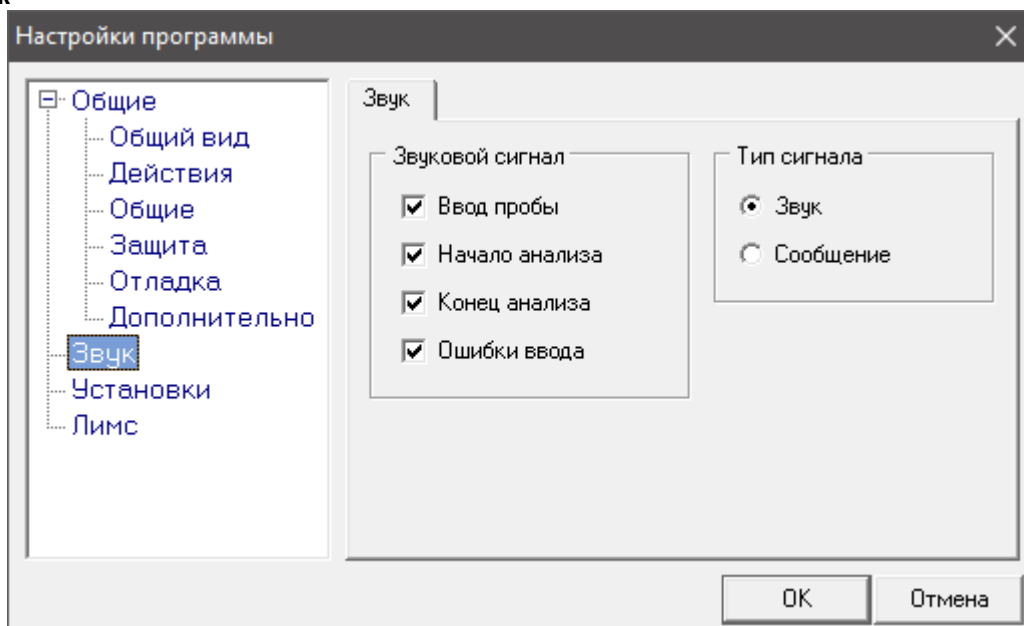 Настройки программы
Общие
Общий вид
Действия
Общие
Защита
Отладка
Дополнительно
Звук
Установки
Лимс
Звук
Звуковой сигнал
Ввод пробы
Начало анализа
Конец анализа
Ошибки ввода
Тип сигнала
Звук
Сообщение
OK
Отмена